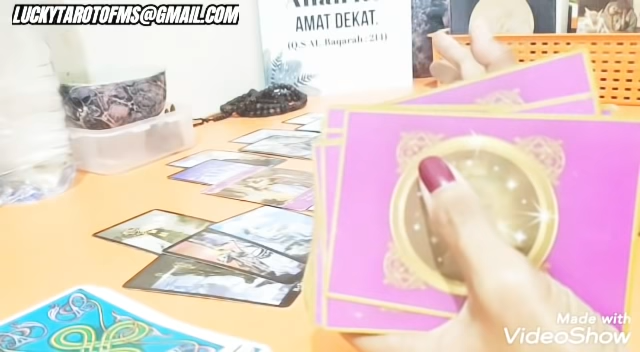 LUCKYTAROTOFMS@GMAIL.COM
AMAT DEKAT.
(Q.S AL Baqarah : 214)
Made with
VideoShow